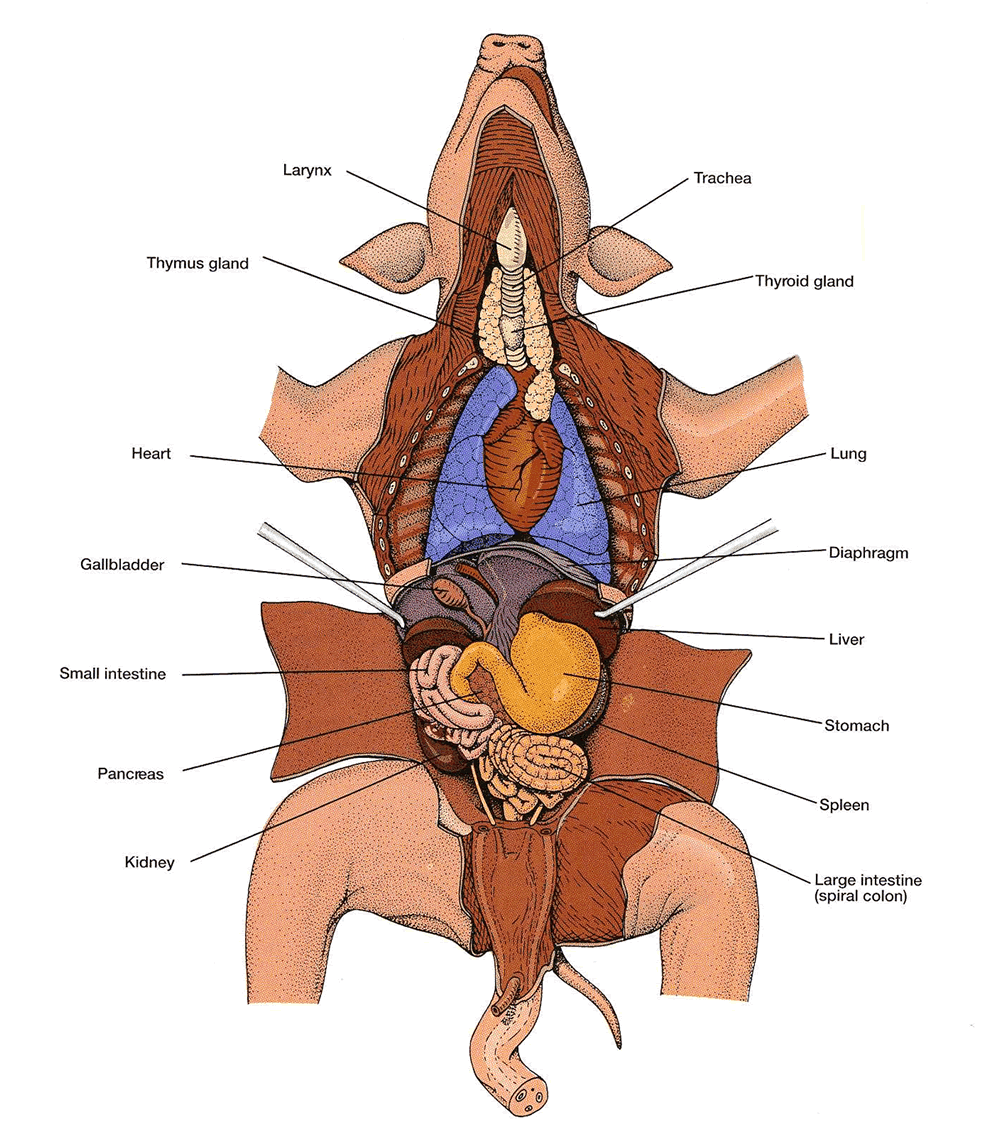 Larynx
Trachea
Thymus gland
Thyroid gland
Heart
Lung
Gallbladder
Diaphragm
Liver
Small intestine
Stomach
Pancreas
Spleen
Kidney
Large intestine
(spiral colon)